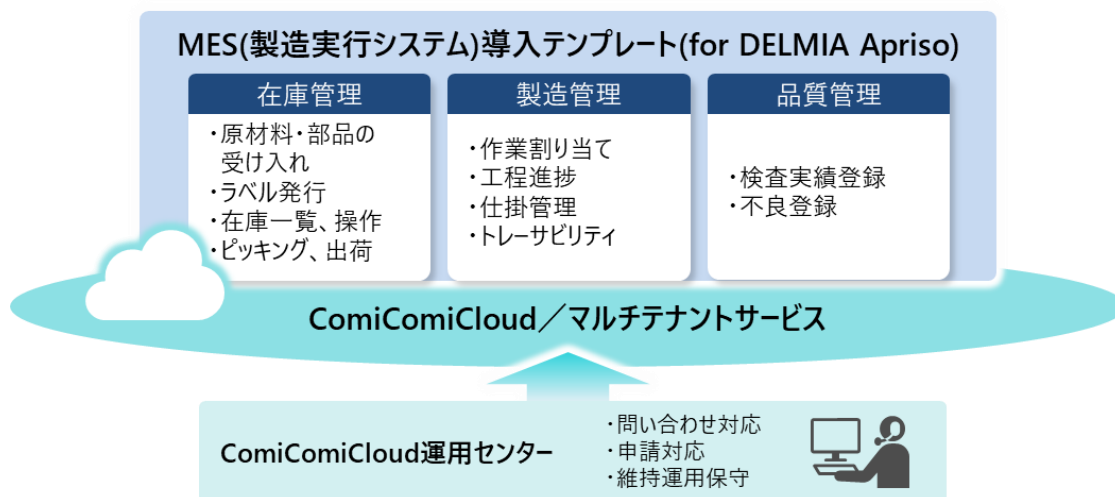 MES(製造実行システム)導入テンプレート(for DELMIA Apriso)
在庫管理
・原材料・部品の
受け入れ
・ラベル発行
・在庫一覧、操作
・ピッキング、出荷
製造管理
・作業割り当て
・工程進捗
・仕掛管理
・トレーサビリティ
品質管理
・検査実績登録
・不良登録
ComiComiCloud／マルチテナントサービス
ComiComiCloud運用センター
・問い合わせ対応
・申請対応
・維持運用保守